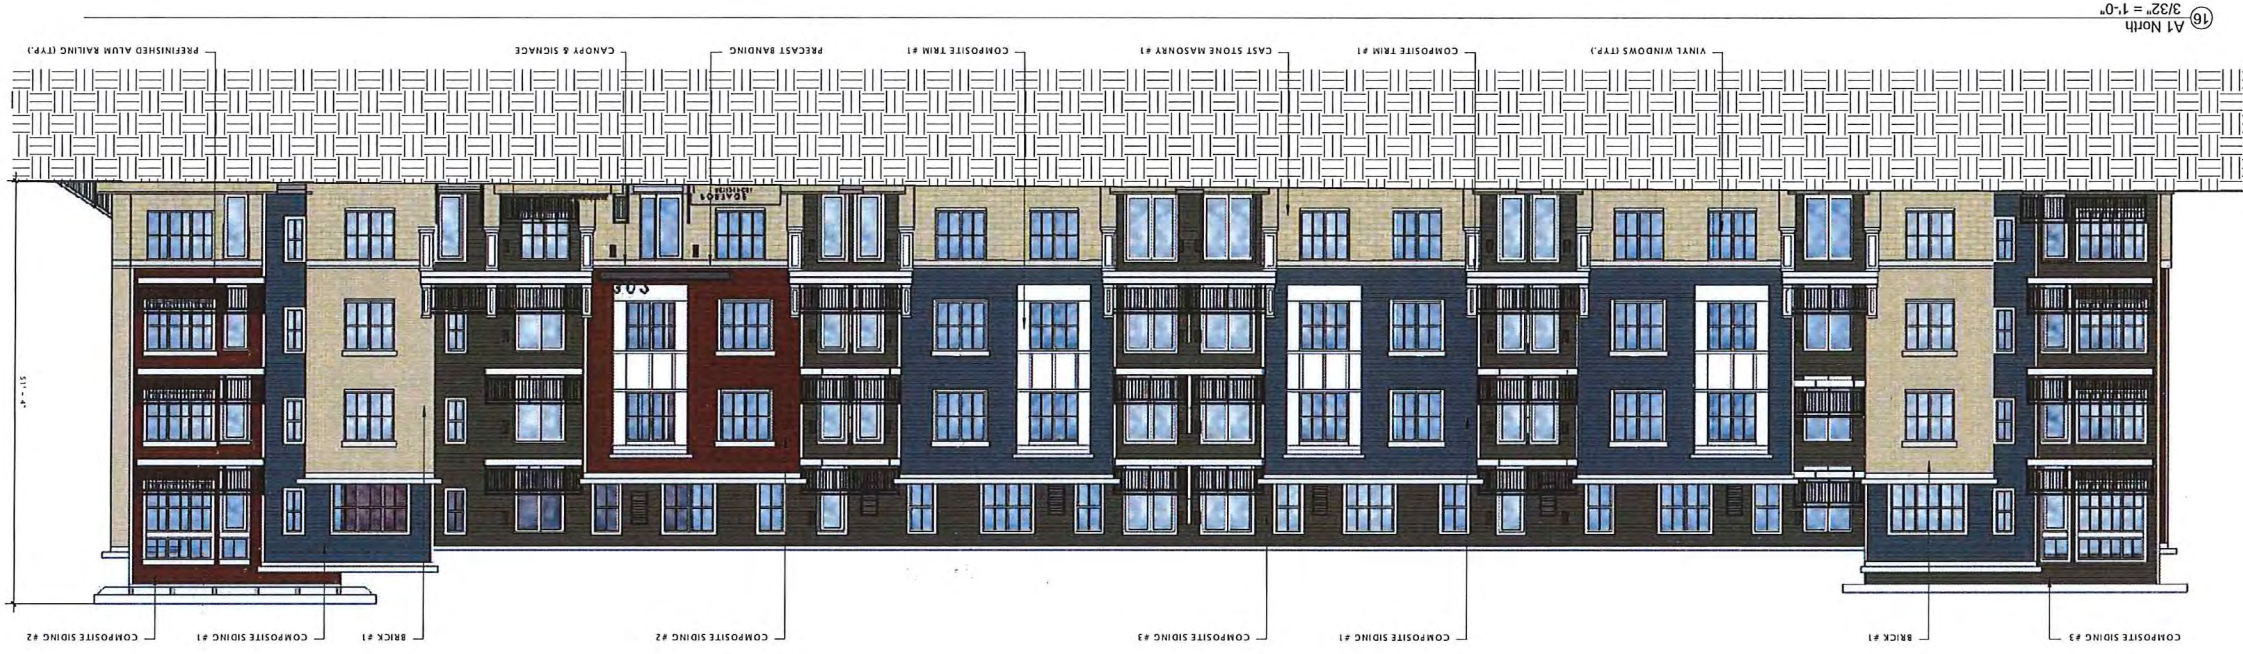 COMPOSITE SIDING #3
BRICK #1
COMPOSITE SIDING #1
COMPOSITE SIDING #3
COMPOSITE SIDING #2
BRICK #1
COMPOSITE SIDING #1
COMPOSITE SIDING #2
51' - 4"
VINYL WINDOWS (TYP.)
COMPOSITE TRIM #1
CAST STONE MASONRY #1
COMPOSITE TRIM #1
PRECAST BANDING
CANOPY & SIGNAGE
PREFINISHED ALUM RAILING (TYP.)
16
A1 North
3/32" = 1'-0"